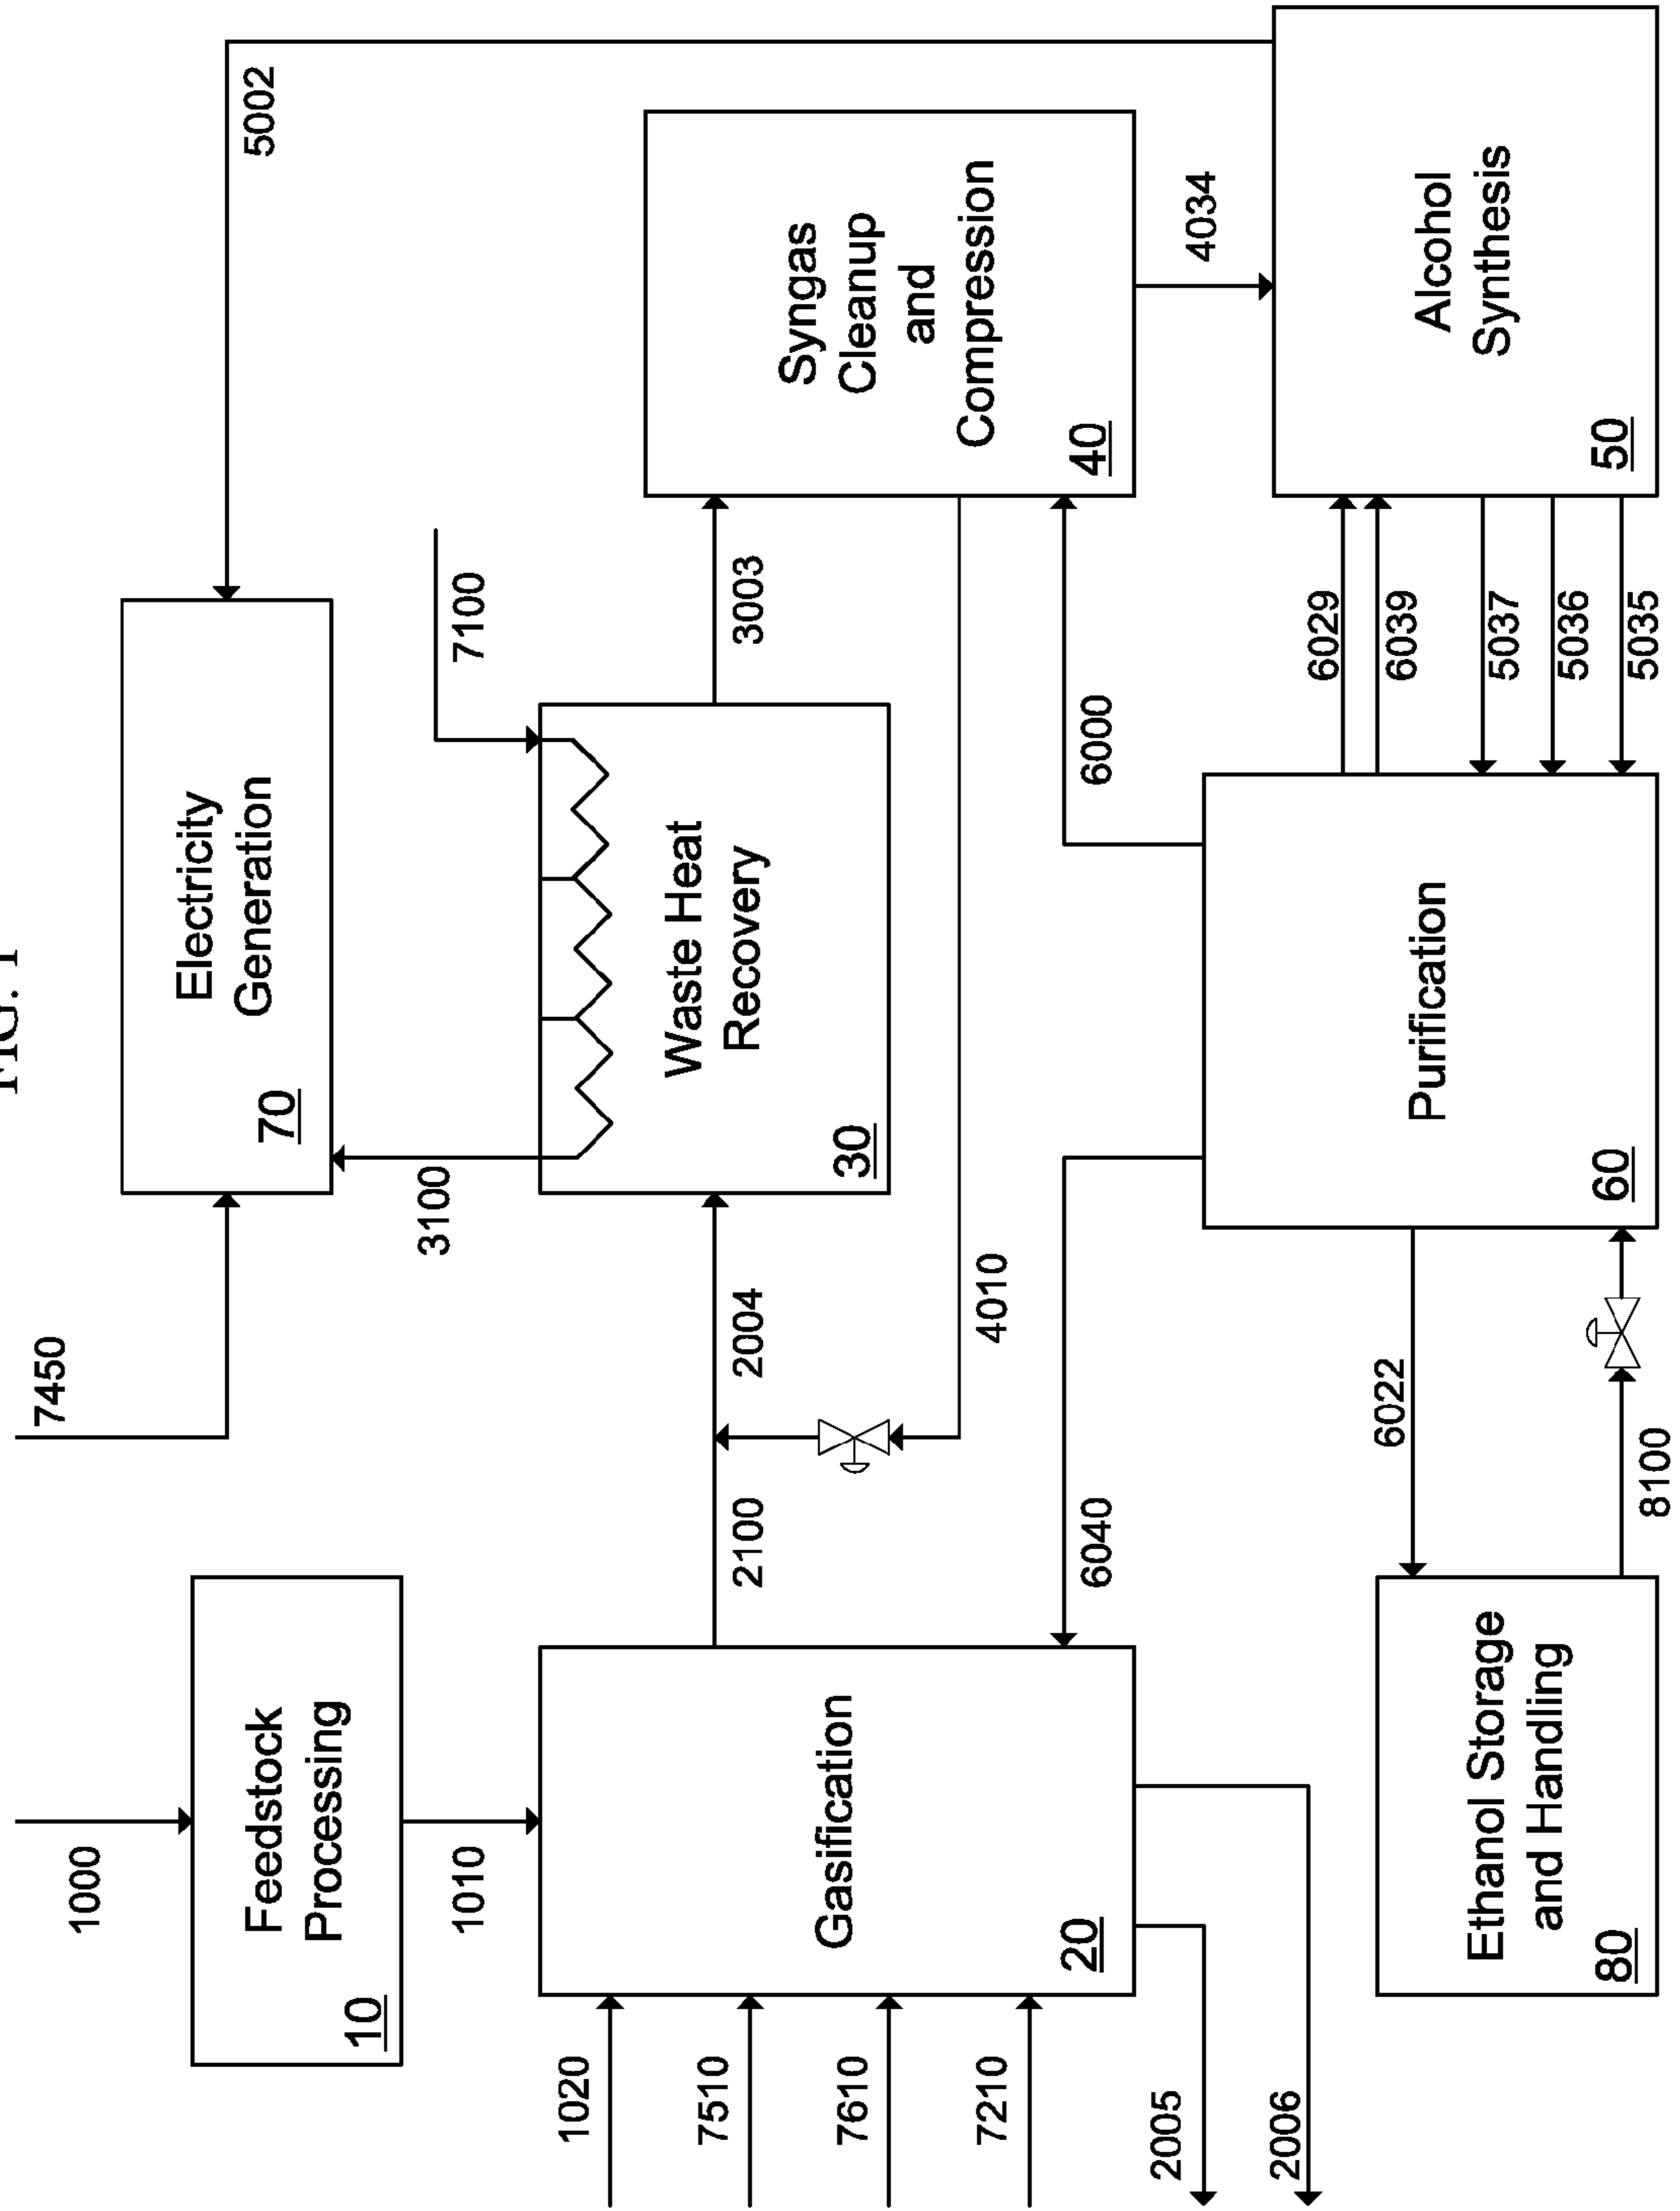 FIG. 1
7450
5002
1000
Feedstock
Processing
10
Electricity
Generation
70
1010
3100
7100
1020
7510
7610
7210
Gasification
20
2100
2004
Waste Heat
Recovery
30
3003
Syngas
Cleanup
and
Compression
40
4010
4034
2005
2006
6040
6000
Ethanol Storage
and Handling
80
6022
8100
Purification
60
6029
6039
5037
5036
5035
Alcohol
Synthesis
50